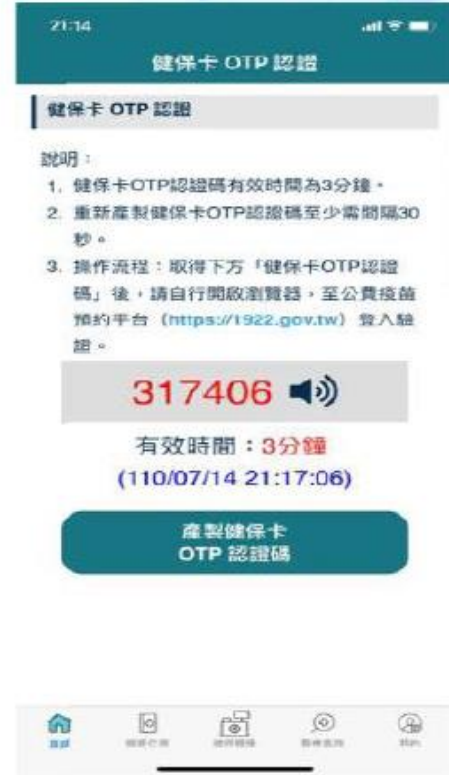 21:14
健保卡 OTP 認證
健保卡 OTP 認證
說明：
1. 健保卡OTP認證碼有效時間為3分鐘。
2. 重新產製健保卡OTP認證碼至少需間隔30
秒。
3. 操作流程：取得下方「健保卡OTP認證
碼」後，請自行開啟瀏覽器，至公費疫苗
預約平台（https://1922.gov.tw）登入驗
證。
317406
有效時間：3分鐘
(110/07/14 21:17:06)
產製健保卡
OTP 認證碼